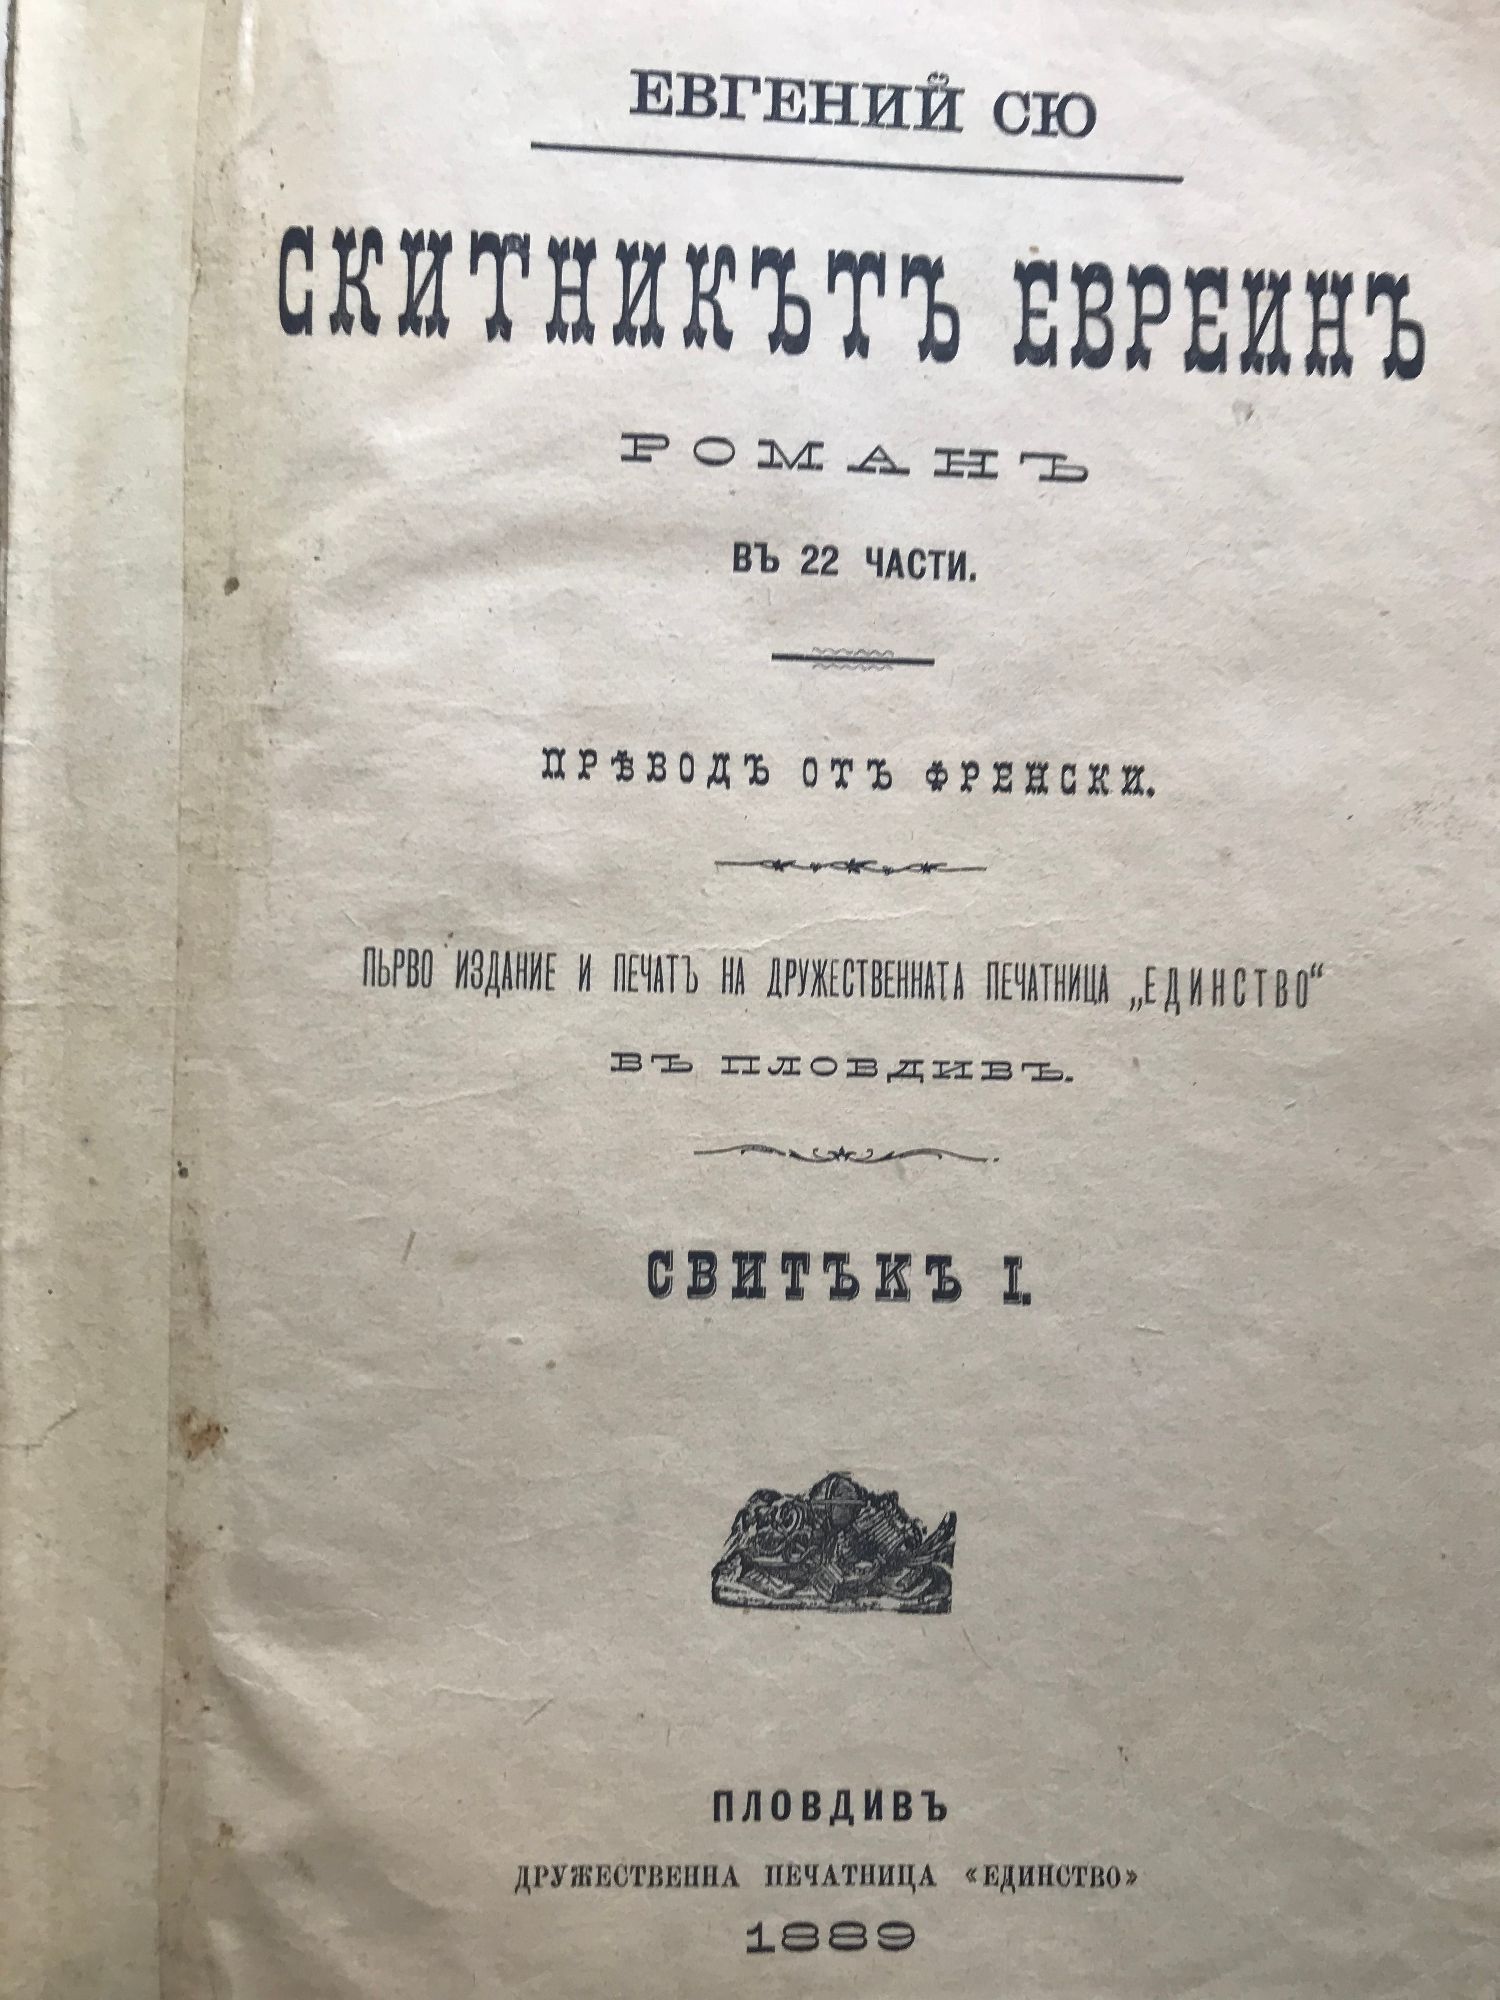 ЕВГЕНИЙ СЮ
СКИТНИКЪТЪ ЕВРЕИНЪ
РОМАНЪ
ВЪ 22 ЧАСТИ.
ПРѢВОДЪ ОТЪ ФРЕНСКИ.
ПЬРВО ИЗДАНИЕ И ПЕЧАТЪ НА ДРУЖЕСТВЕННАТА ПЕЧАТНИЦА „ЕДИНСТВО“
ВЪ ПЛОВДИВЪ.
СВИТЪКЪ I.
ПЛОВДИВЪ
ДРУЖЕСТВЕННА ПЕЧАТНИЦА «ЕДИНСТВО»
1889